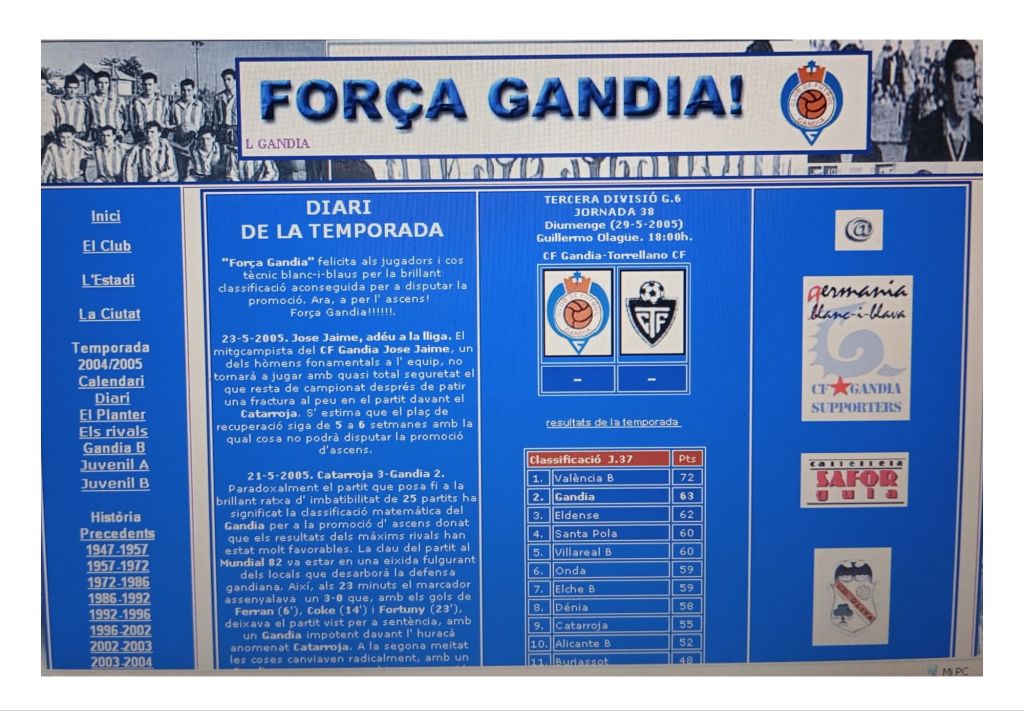 FORÇA GANDIA!
L GANDIA
CLUB DE FUTBOL
GANDIA
Inici
El Club
L'Estadi
La Ciutat
Temporada
2004/2005
Calendari
Diari
El Planter
Els rivals
Gandia B
Juvenil A
Juvenil B
Història
Precedents
1947-1957
1957-1972
1972-1986
1986-1992
1992-1996
1996-2002
2002-2003
2003-2004
DIARI
DE LA TEMPORADA
"Força Gandia" felicita als jugadors i cos
tècnic blanc-i-blaus per la brillant
classificació aconseguida per a disputar la
promoció. Ara, a per l' ascens!
Força Gandia!!!!!!.
23-5-2005. Jose Jaime, adéu a la lliga. El
mitgcampista del CF Gandia Jose Jaime, un
dels hòmens fonamentals a l' equip, no
tornarà a jugar amb quasi total seguretat el
que resta de campionat després de patir
una fractura al peu en el partit davant el
Catarroja. S' estima que el plaç de
recuperació siga de 5 a 6 setmanes amb la
qual cosa no podrà disputar la promoció
d'ascens.
21-5-2005. Catarroja 3-Gandia 2.
Paradoxalment el partit que posa fi a la
brillant ratxa d' imbatibilitat de 25 partits ha
significat la classificació matemàtica del
Gandia per a la promoció d' ascens donat
que els resultats dels màxims rivals han
estat molt favorables. La clau del partit al
Mundial 82 va estar en una eixida fulgurant
dels locals que desarborà la defensa
gandiana. Així, als 23 minuts el marcador
assenyalava un 3-0 que, amb els gols de
Ferran (6'), Coke (14') i Fortuny (23'),
deixava el partit vist per a sentència, amb
un Gandia impotent davant l' huracà
anomenat Catarroja. A la segona meitat
les coses canviaven radicalment, amb un
TERCERA DIVISIÓ G.6
JORNADA 38
Diumenge (29-5-2005)
Guillermo Olagüe. 18:00h.
CF Gandia-Torrellano CF
CLUB DE FUTBOL
GANDIA
TF
- -
resultats de la temporada
Classificació J.37 Pts
1. València B 72
2. Gandia 63
3. Eldense 62
4. Santa Pola 60
5. Villareal B 60
6. Onda 59
7. Elche B 59
8. Dénia 58
9. Catarroja 55
10. Alicante B 52
11. Burjassot 48
@
germania
blanc-i-blava
CF GANDIA
SUPPORTERS
cartelera
SAFOR
guia
Mi PC